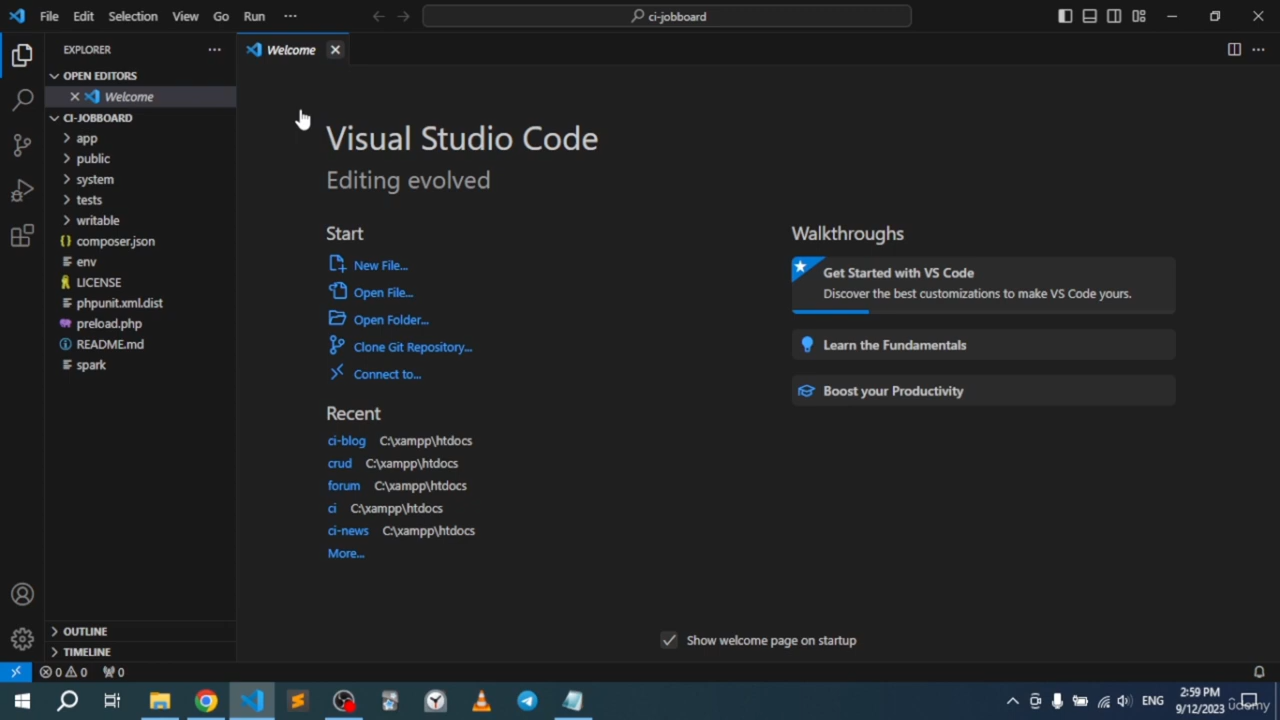 File Edit Selection View Go Run ···
ci-jobboard
EXPLORER ···
Welcome
OPEN EDITORS
Welcome
CI-JOBBOARD
app
public
system
tests
writable
{} composer.json
env
LICENSE
phpunit.xml.dist
preload.php
README.md
spark
OUTLINE
TIMELINE
Visual Studio Code
Editing evolved
Start
New File...
Open File...
Open Folder...
Clone Git Repository...
Connect to...
Recent
ci-blog C:\xampp\htdocs
crud C:\xampp\htdocs
forum C:\xampp\htdocs
ci C:\xampp\htdocs
ci-news C:\xampp\htdocs
More...
Walkthroughs
Get Started with VS Code
Discover the best customizations to make VS Code yours.
Learn the Fundamentals
Boost your Productivity
Show welcome page on startup
0 0 0
ENG
2:59 PM
9/12/2023
ûdemy